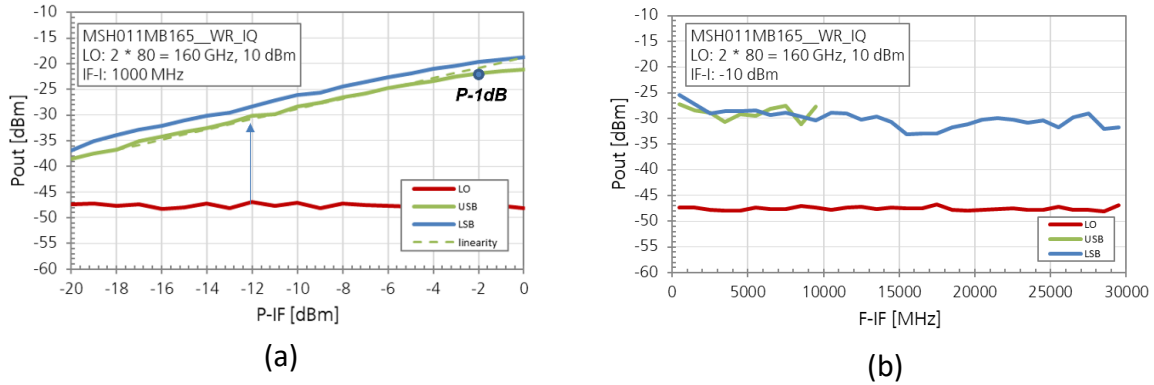 -10
-15
-20
-25
-30
-35
-40
-45
-50
-55
-60
Pout [dBm]
MSH011MB165__WR_IQ
LO: 2 * 80 = 160 GHz, 10 dBm
IF-I: 1000 MHz
P-1dB
LO
USB
LSB
linearity
-20 -18 -16 -14 -12 -10 -8 -6 -4 -2 0
P-IF [dBm]
(a)
-10
-15
-20
-25
-30
-35
-40
-45
-50
-55
-60
Pout [dBm]
MSH011MB165__WR_IQ
LO: 2 * 80 = 160 GHz, 10 dBm
IF-I: -10 dBm
LO
USB
LSB
0 5000 10000 15000 20000 25000 30000
F-IF [MHz]
(b)